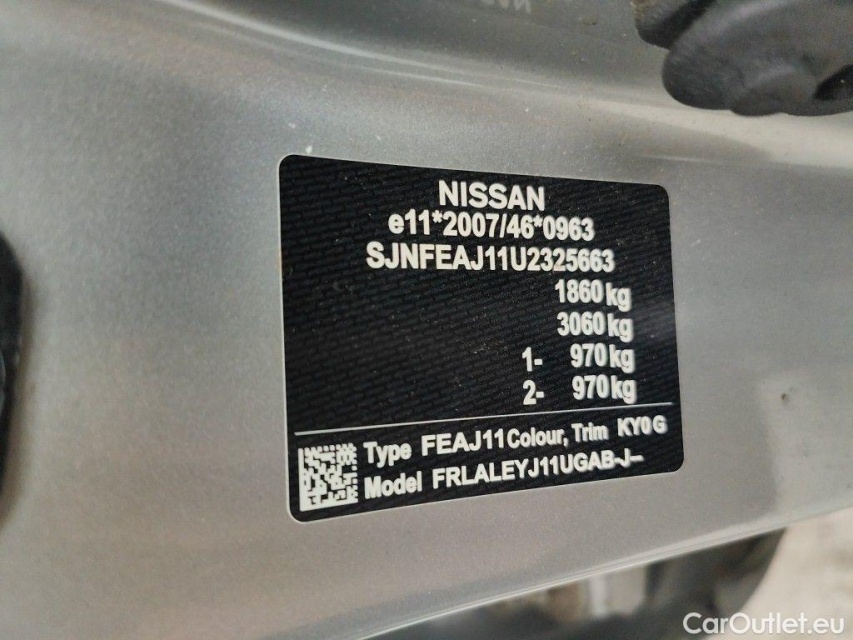 NISSAN
e11*2007/46*0963
SJNFEAJ11U2325663
1860 kg
3060 kg
1- 970 kg
2- 970 kg
Type FEAJ11 Colour, Trim KY0 G
Model FRLALEYJ11UGAB-J--
CarOutlet.eu